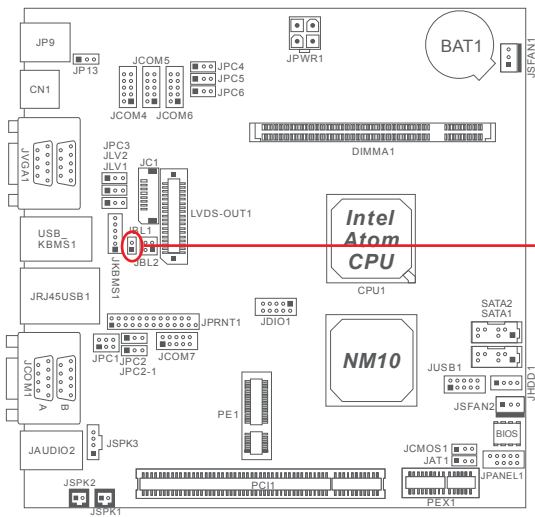 JP9
JP13
JCOM5
JPWR1
JPC4
JPC5
JPC6
BAT1
JSFAN1
CN1
JCOM4
JCOM6
JVGA1
JPC3
JLV2
JLV1
JC1
DIMMA1
LVDS-OUT1
Intel
Atom
CPU
CPU1
USB_
KBMS1
JKBMS1
JBL1
JBL2
JRJ45USB1
JPRNT1
JDIO1
SATA2
SATA1
NM10
JCOM1
A
B
JPC1
JPC2
JPC2-1
JCOM7
JUSB1
JHDD1
JSFAN2
PE1
BIOS
JAUDIO2
JSPK3
JCMOS1
JAT1
JPANEL1
JSPK2
JSPK1
PCI1
PEX1